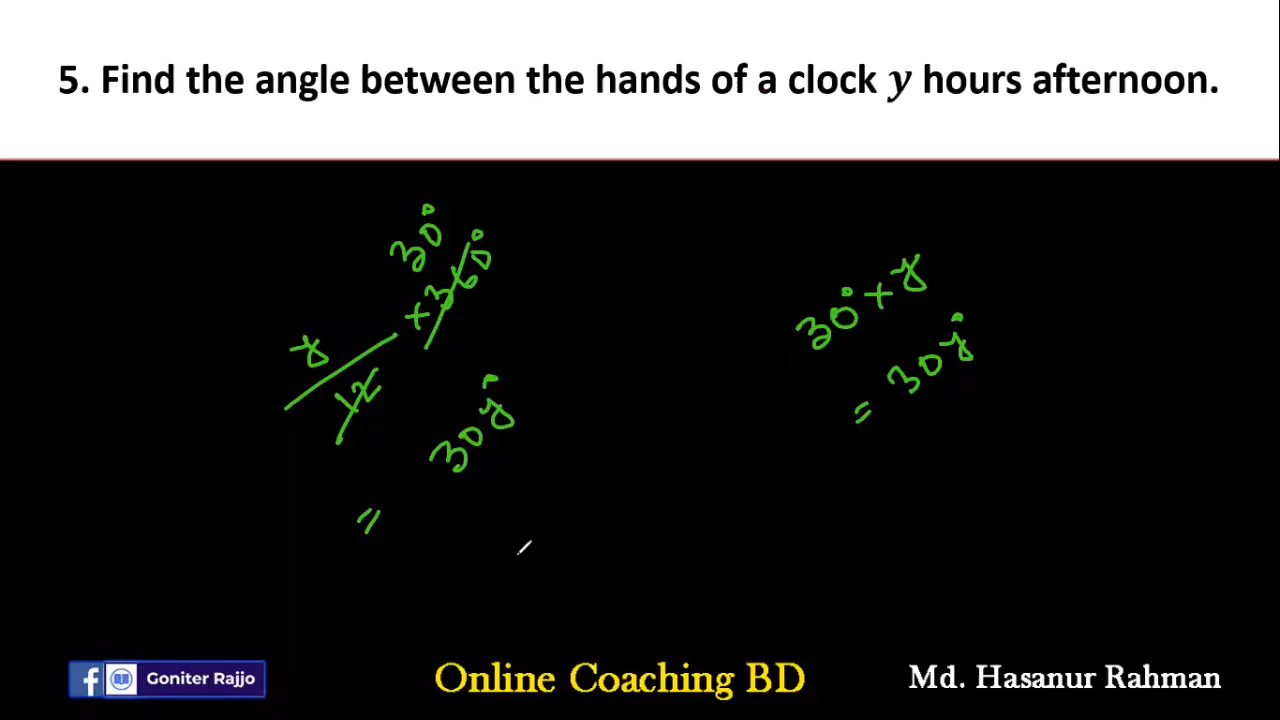 5. Find the angle between the hands of a clock y hours afternoon.
30°
y/12 × 360°
= 30y°
30° × y
= 30y°
Goniter Rajjo
Online Coaching BD
Md. Hasanur Rahman